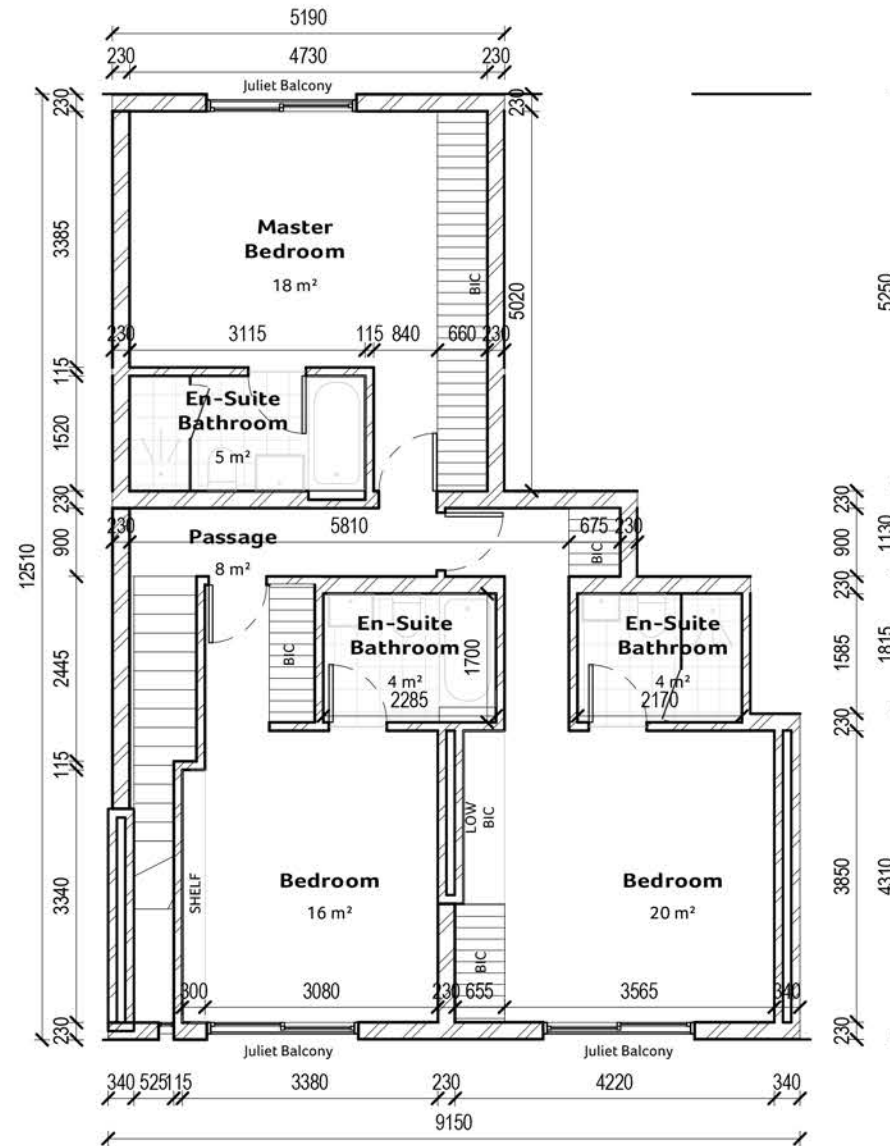 5190
230 4730 230
Juliet Balcony
230
230
Master
Bedroom
18 m²
3385
BIC
5020
5250
230 3115 115 840 660 230
115
En-Suite
Bathroom
5 m²
1520
230
230
230 5810 675 230
Passage
8 m²
900
BIC
900
1130
12510
230
En-Suite
Bathroom
4 m²
1700
2285
En-Suite
Bathroom
4 m²
2170
BIC
2445
1585
1815
230
115
LOW
BIC
SHELF
Bedroom
16 m²
Bedroom
20 m²
3340
3850
4310
BIC
300 3080 230 655 3565 340
230
230
Juliet Balcony
Juliet Balcony
340 525 115 3380 230 4220 340
9150